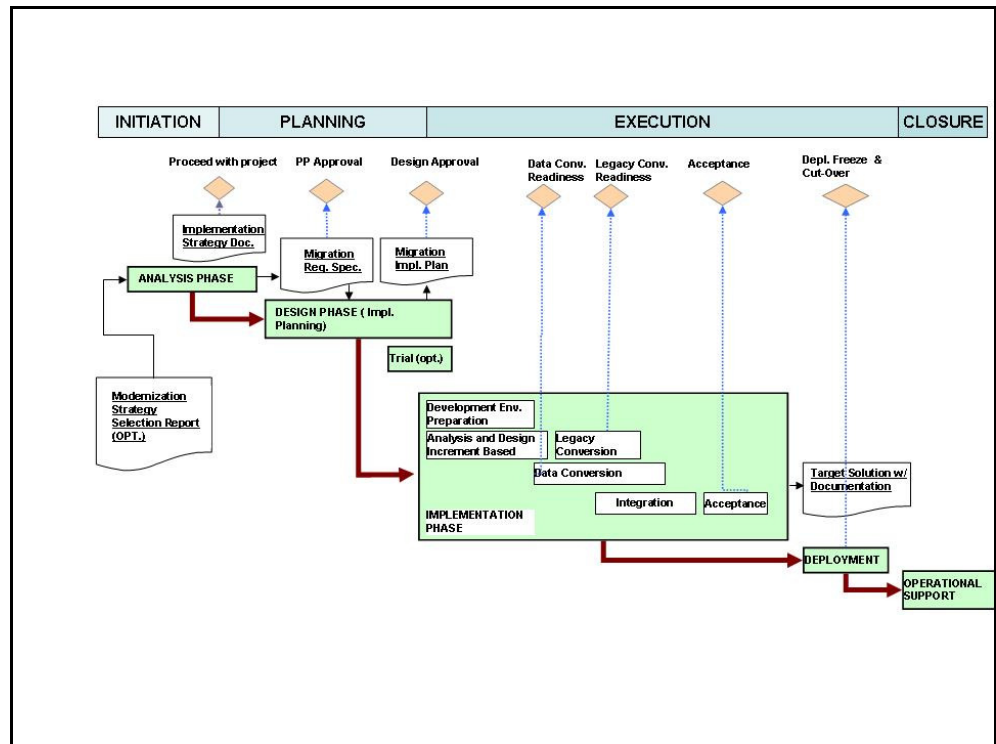 INITIATION
PLANNING
EXECUTION
CLOSURE
Proceed with project
PP Approval
Design Approval
Data Conv.
Readiness
Legacy Conv.
Readiness
Acceptance
Depl. Freeze &
Cut-Over
Implementation
Strategy Doc.
Migration
Req. Spec.
Migration
Impl. Plan
ANALYSIS PHASE
DESIGN PHASE ( Impl.
Planning)
Trial (opt.)
Modernization
Strategy
Selection Report
(OPT.)
Development Env.
Preparation
Analysis and Design
Increment Based
Legacy
Conversion
Data Conversion
Integration
Acceptance
IMPLEMENTATION
PHASE
Target Solution w/
Documentation
DEPLOYMENT
OPERATIONAL
SUPPORT